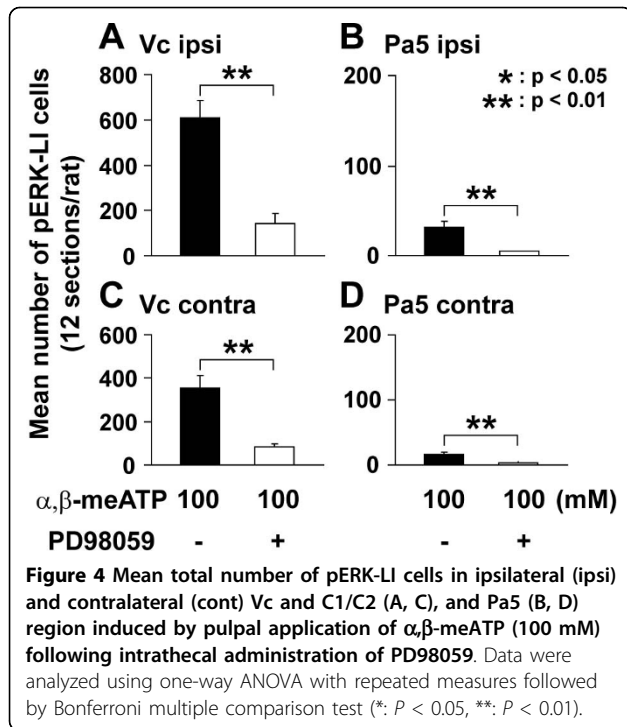 A Vc ipsi
B Pa5 ipsi
800
600
400
200
0
**
200
100
0
* : p < 0.05
** : p < 0.01
**
Mean number of pERK-LI cells
(12 sections/rat)
C Vc contra
D Pa5 contra
600
400
200
0
**
200
100
0
**
α,β-meATP 100 100 100 100 (mM)
PD98059 - + - +
Figure 4 Mean total number of pERK-LI cells in ipsilateral (ipsi)
and contralateral (cont) Vc and C1/C2 (A, C), and Pa5 (B, D)
region induced by pulpal application of α,β-meATP (100 mM)
following intrathecal administration of PD98059. Data were
analyzed using one-way ANOVA with repeated measures followed
by Bonferroni multiple comparison test (*: P < 0.05, **: P < 0.01).